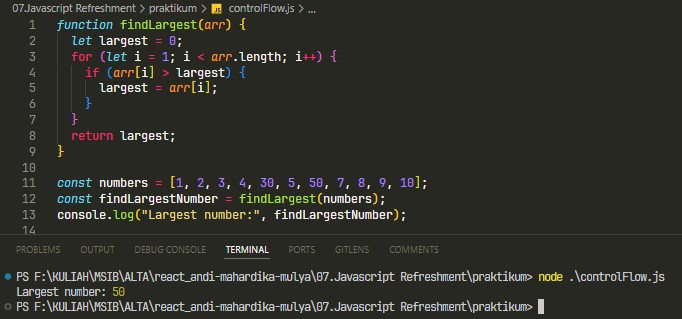 07.Javascript Refreshment > praktikum > JS controlFlow.js > ...
1 function findLargest(arr) {
2 let largest = 0;
3 for (let i = 1; i < arr.length; i++) {
4 if (arr[i] > largest) {
5 largest = arr[i];
6 }
7 }
8 return largest;
9 }
10
11 const numbers = [1, 2, 3, 4, 30, 5, 50, 7, 8, 9, 10];
12 const findLargestNumber = findLargest(numbers);
13 console.log("Largest number:", findLargestNumber);
14
PROBLEMS OUTPUT DEBUG CONSOLE TERMINAL PORTS GITLENS COMMENTS
PS F:\KULIAH\MSIB\ALTA\react_andi-mahardika-mulya\07.Javascript Refreshment\praktikum> node .\controlFlow.js
Largest number: 50
PS F:\KULIAH\MSIB\ALTA\react_andi-mahardika-mulya\07.Javascript Refreshment\praktikum>